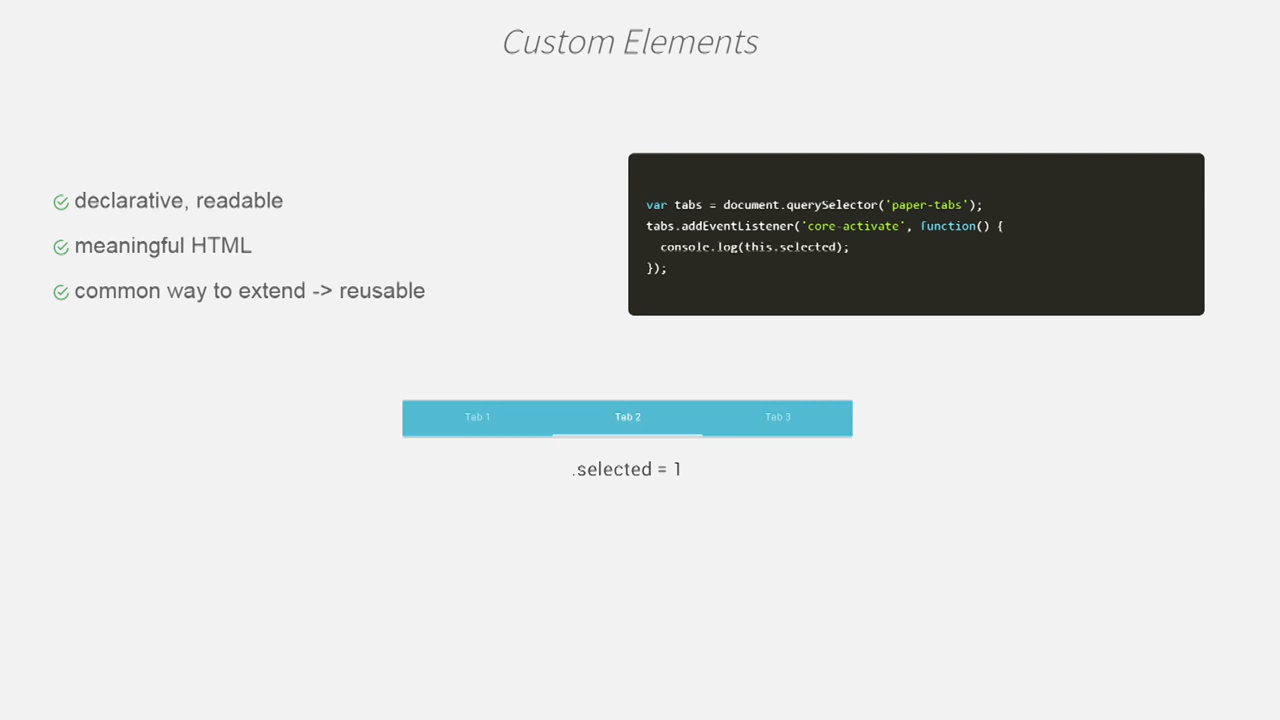 Custom Elements
declarative, readable
meaningful HTML
common way to extend -> reusable
var tabs = document.querySelector('paper-tabs');
tabs.addEventListener('core-activate', function() {
  console.log(this.selected);
});
Tab 1 Tab 2 Tab 3
.selected = 1